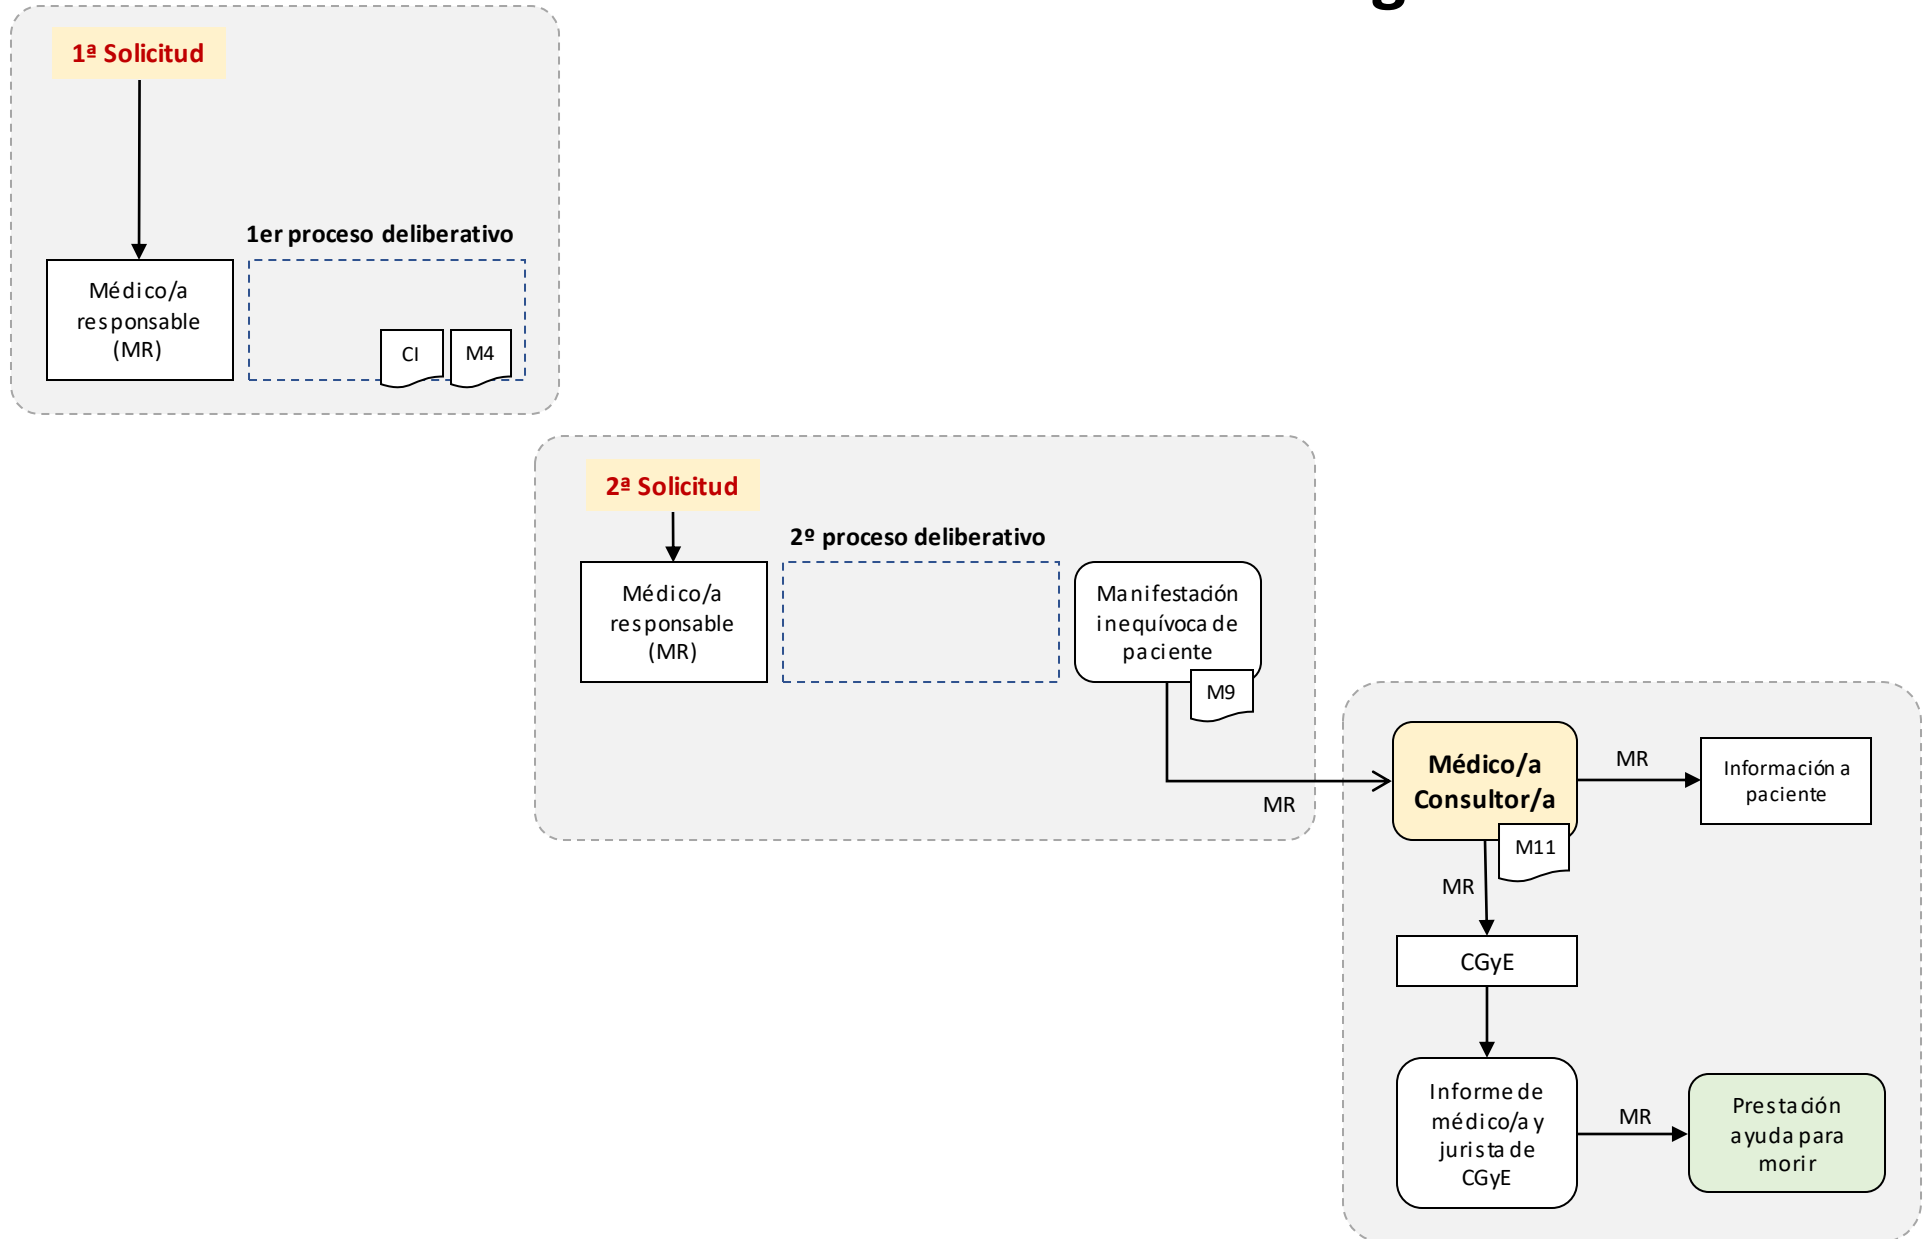 1ª Solicitud
1er proceso deliberativo
Médico/a
responsable
(MR)
CI
M4
2ª Solicitud
2º proceso deliberativo
Médico/a
responsable
(MR)
Manifestación
inequívoca de
paciente
M9
MR
Médico/a
Consultor/a
M11
MR
Información a
paciente
MR
CGyE
Informe de
médico/a y
jurista de
CGyE
MR
Prestación
ayuda para
morir